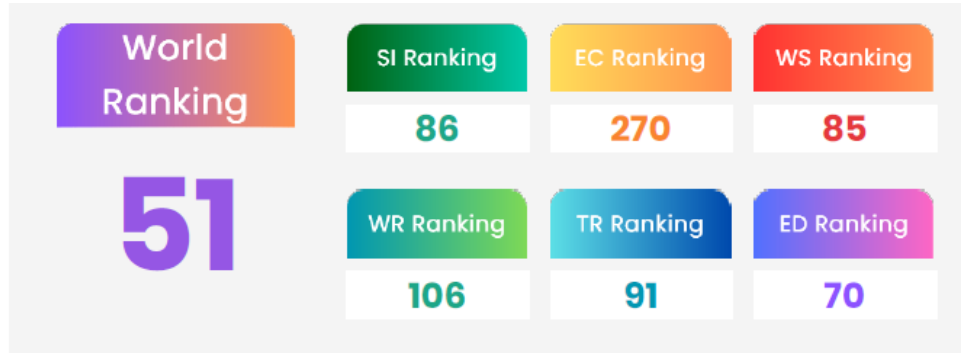 World
Ranking
51
SI Ranking
86
EC Ranking
270
WS Ranking
85
WR Ranking
106
TR Ranking
91
ED Ranking
70